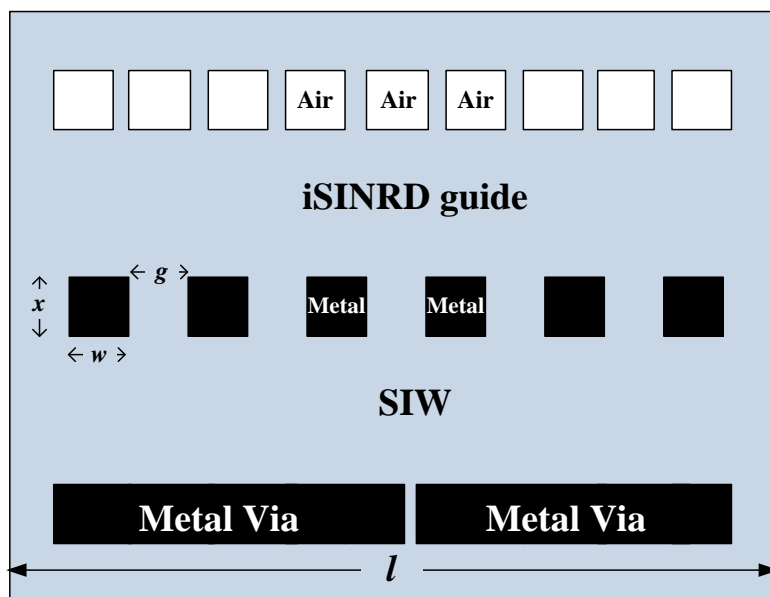 Air Air Air
iSINRD guide
g
x
Metal Metal
w
SIW
Metal Via Metal Via
l